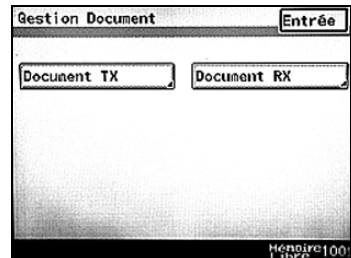 Gestion Document
Entrée
Document TX
Document RX
Mémoire
Libre 100